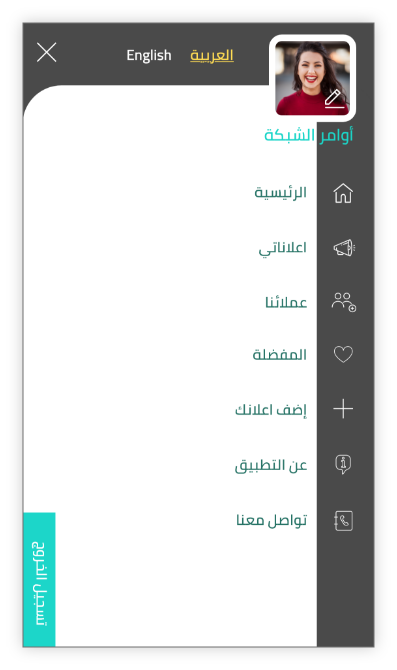 العربية English
أوامر الشبكة
الرئيسية
اعلاناتي
عملائنا
المفضلة
إضف اعلانك
عن التطبيق
تواصل معنا
تسجيل الخروج